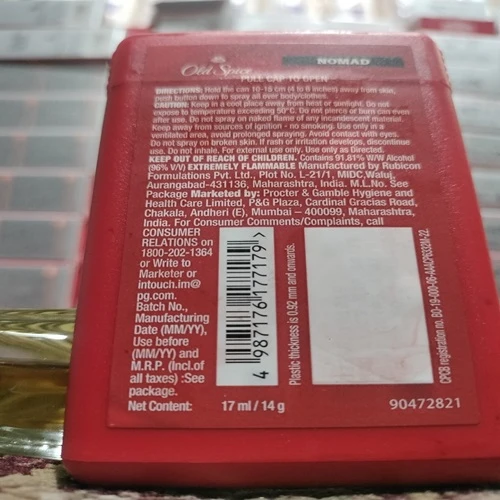 NOMAD
Old Spice
PULL CAP TO OPEN
DIRECTIONS: Hold the can 10-15 cm (4 to 6 inches) away from skin,
push button down to spray all over body/clothes.
CAUTION: Keep in a cool place away from heat or sunlight. Do not
expose to temperature exceeding 50°C. Do not pierce or burn can even
after use. Do not spray on naked flame of any incandescent material.
Keep away from sources of ignition - no smoking. Use only in a
ventilated area, avoid prolonged spraying. Avoid contact with eyes.
Do not spray on broken skin. If rash or irritation develops, discontinue
use. Do not inhale. For external use only. Use only as Directed.
KEEP OUT OF REACH OF CHILDREN. Contains 91.81% W/W Alcohol
(96% V/V) EXTREMELY FLAMMABLE Manufactured by Rubicon
Formulations Pvt. Ltd., Plot No. L-21/1, MIDC, Waluj,
Aurangabad-431136, Maharashtra, India. M.L.No. See
Package Marketed by: Procter & Gamble Hygiene and
Health Care Limited, P&G Plaza, Cardinal Gracias Road,
Chakala, Andheri (E), Mumbai – 400099, Maharashtra,
India. For Consumer Comments/Complaints, call
CONSUMER
RELATIONS on
1800-202-1364
or Write to
Marketer or
intouch.im@
pg.com.
Batch No.,
Manufacturing
Date (MM/YY),
Use before
(MM/YY) and
M.R.P. (Incl.of
all taxes) :See
package.
4 987176 177179 >
Plastic thickness is 0.92 mm and onwards.
CPCB registration no. BO-19-000-06-AAACP6332M-22
Net Content: 17 ml / 14 g
90472821